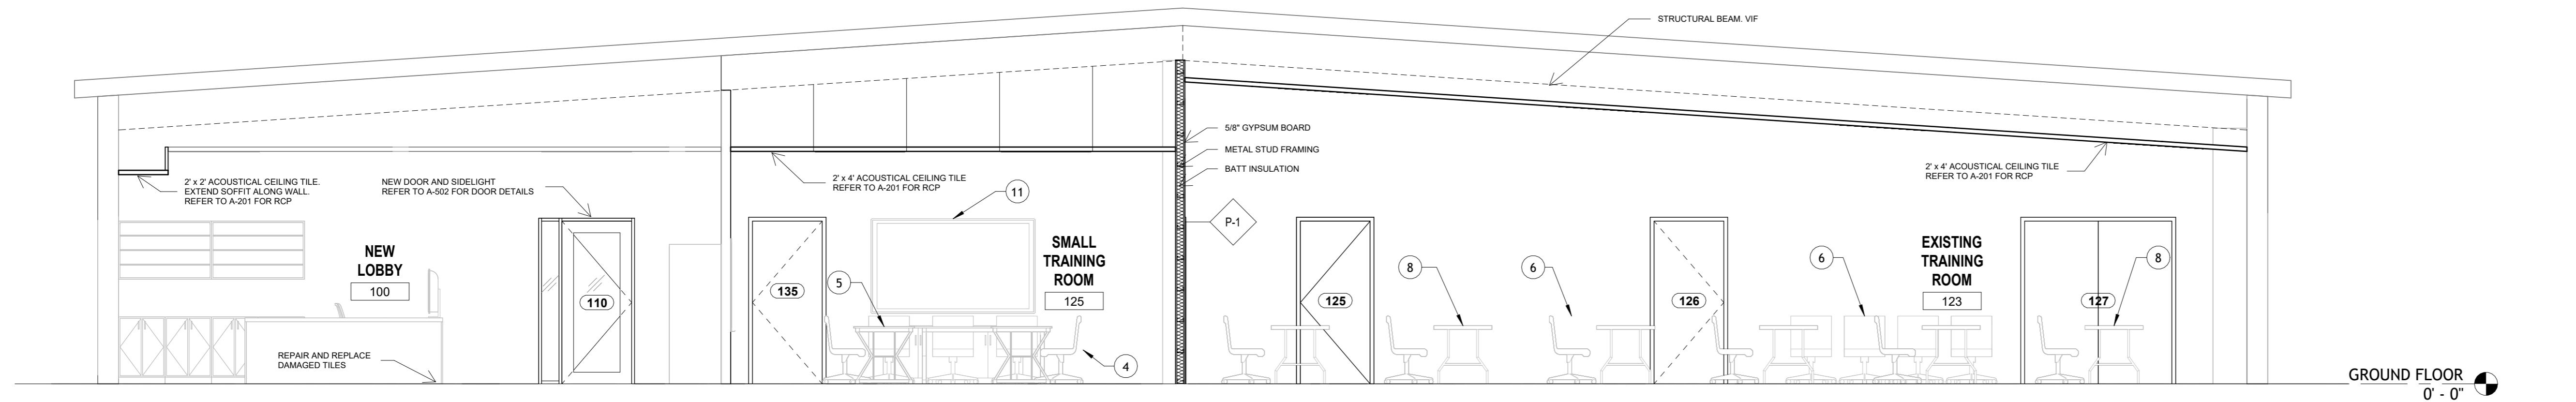 STRUCTURAL BEAM. VIF
5/8" GYPSUM BOARD
METAL STUD FRAMING
BATT INSULATION
2' x 2' ACOUSTICAL CEILING TILE.
EXTEND SOFFIT ALONG WALL.
REFER TO A-201 FOR RCP
NEW DOOR AND SIDELIGHT
REFER TO A-502 FOR DOOR DETAILS
2' x 4' ACOUSTICAL CEILING TILE
REFER TO A-201 FOR RCP
2' x 4' ACOUSTICAL CEILING TILE
REFER TO A-201 FOR RCP
11
P-1
NEW
LOBBY
100
110
135
5
SMALL
TRAINING
ROOM
125
125
8
6
126
6
EXISTING
TRAINING
ROOM
123
127
8
REPAIR AND REPLACE
DAMAGED TILES
4
GROUND FLOOR
0' - 0"